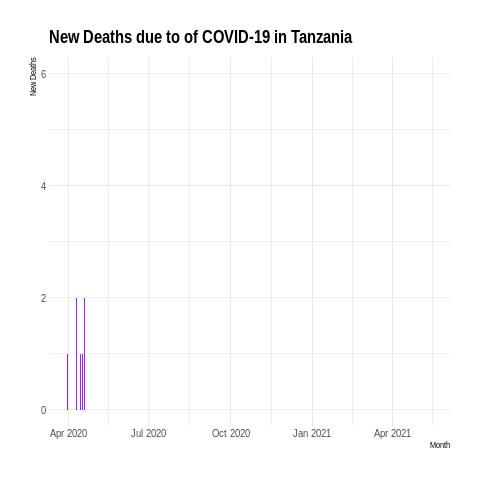 New Deaths due to of COVID-19 in Tanzania
New Deaths
6
4
2
0
Apr 2020 Jul 2020 Oct 2020 Jan 2021 Apr 2021
Month